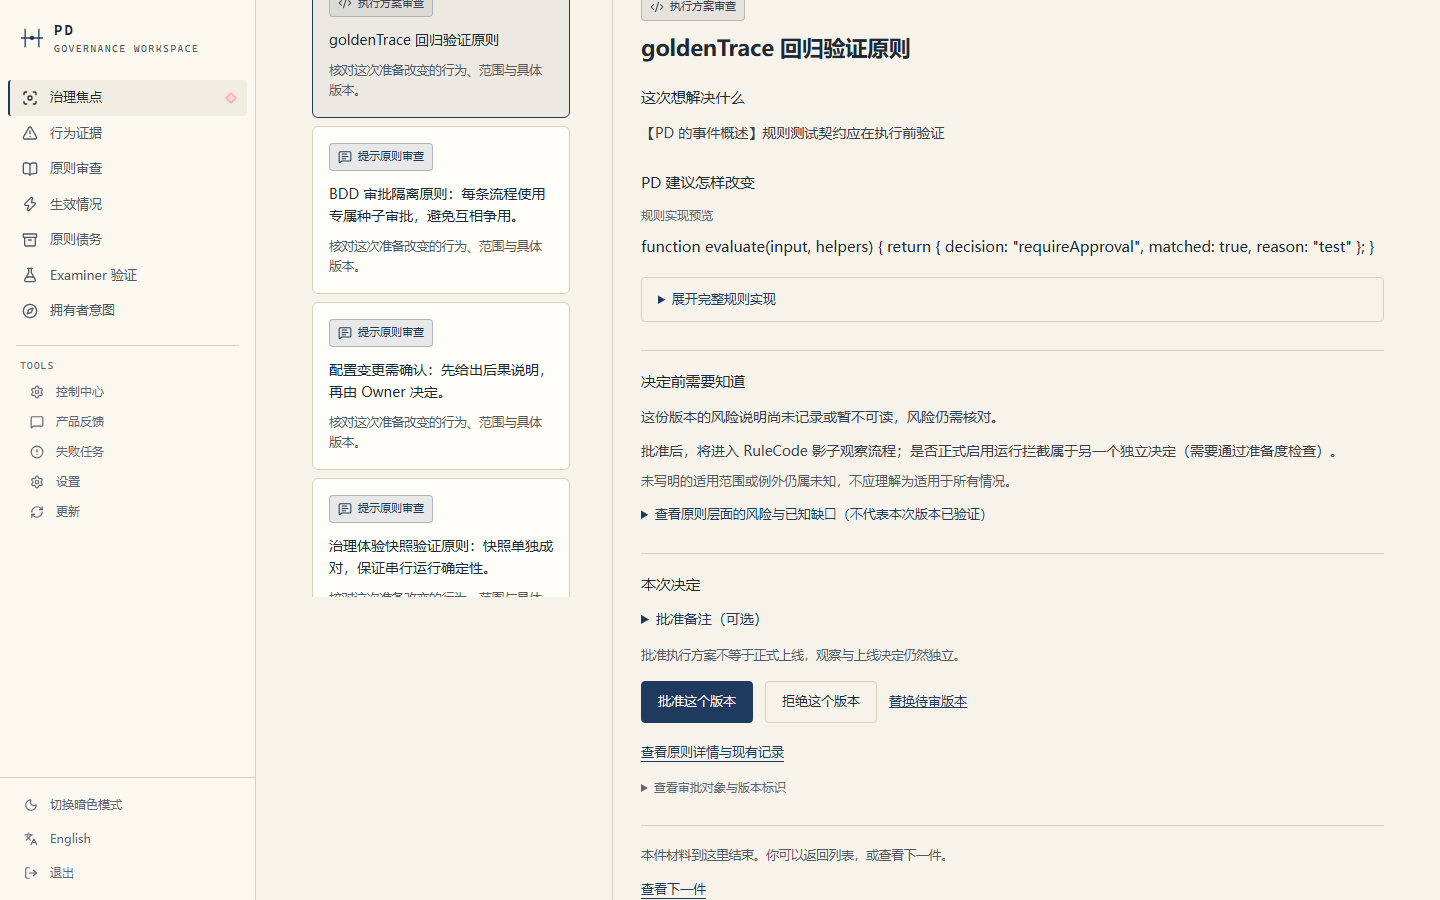 PD
GOVERNANCE WORKSPACE
治理焦点
行为证据
原则审查
生效情况
原则债务
Examiner 验证
拥有者意图
TOOLS
控制中心
产品反馈
失败任务
设置
更新
切换暗色模式
English
退出
执行方案审查
goldenTrace 回归验证原则
核对这次准备改变的行为、范围与具体
版本。
提示原则审查
BDD 审批隔离原则：每条流程使用
专属种子审批，避免互相争用。
核对这次准备改变的行为、范围与具体
版本。
提示原则审查
配置变更需确认：先给出后果说明，
再由 Owner 决定。
核对这次准备改变的行为、范围与具体
版本。
提示原则审查
治理体验快照验证原则：快照单独成
对，保证串行运行确定性。
核对这次准备改变的行为、范围与具体
执行方案审查
goldenTrace 回归验证原则
这次想解决什么
【PD 的事件概述】规则测试契约应在执行前验证
PD 建议怎样改变
规则实现预览
function evaluate(input, helpers) { return { decision: "requireApproval", matched: true, reason: "test" }; }
展开完整规则实现
决定前需要知道
这份版本的风险说明尚未记录或暂不可读，风险仍需核对。
批准后，将进入 RuleCode 影子观察流程；是否正式启用运行拦截属于另一个独立决定（需要通过准备度检查）。
未写明的适用范围或例外仍属未知，不应理解为适用于所有情况。
查看原则层面的风险与已知缺口（不代表本次版本已验证）
本次决定
批准备注（可选）
批准执行方案不等于正式上线，观察与上线决定仍然独立。
批准这个版本
拒绝这个版本
替换待审版本
查看原则详情与现有记录
查看审批对象与版本标识
本件材料到这里结束。你可以返回列表，或查看下一件。
查看下一件